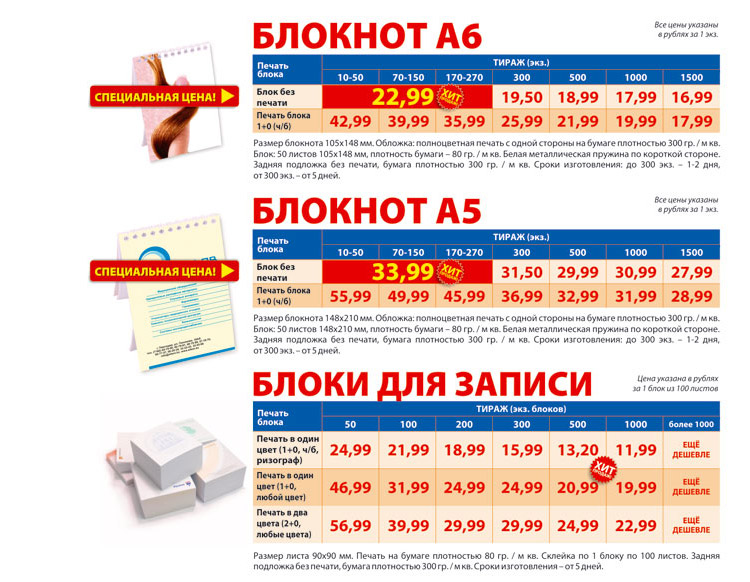 БЛОКНОТ А6
Все цены указаны
в рублях за 1 экз.
СПЕЦИАЛЬНАЯ ЦЕНА!
Печать блока
ТИРАЖ (экз.)
10-50 70-150 170-270 300 500 1000 1500
Блок без печати 22,99 ХИТ 19,50 18,99 17,99 16,99
Печать блока 1+0 (ч/б) 42,99 39,99 35,99 25,99 21,99 19,99 17,99
Размер блокнота 105х148 мм. Обложка: полноцветная печать с одной стороны на бумаге плотностью 300 гр. / м кв.
Блок: 50 листов 105х148 мм, плотность бумаги – 80 гр. / м кв. Белая металлическая пружина по короткой стороне.
Задняя подложка без печати, бумага плотностью 300 гр. / м кв. Сроки изготовления: до 300 экз. – 1-2 дня,
от 300 экз. – от 5 дней.
БЛОКНОТ А5
Все цены указаны
в рублях за 1 экз.
СПЕЦИАЛЬНАЯ ЦЕНА!
Печать блока
ТИРАЖ (экз.)
10-50 70-150 170-270 300 500 1000 1500
Блок без печати 33,99 ХИТ 31,50 29,99 30,99 27,99
Печать блока 1+0 (ч/б) 55,99 49,99 45,99 36,99 32,99 31,99 28,99
Размер блокнота 148х210 мм. Обложка: полноцветная печать с одной стороны на бумаге плотностью 300 гр. / м кв.
Блок: 50 листов 148х210 мм, плотность бумаги – 80 гр. / м кв. Белая металлическая пружина по короткой стороне.
Задняя подложка без печати, бумага плотностью 300 гр. / м кв. Сроки изготовления: до 300 экз. – 1-2 дня,
от 300 экз. – от 5 дней.
БЛОКИ ДЛЯ ЗАПИСИ
Цена указана в рублях
за 1 блок из 100 листов
Печать блока
ТИРАЖ (экз. блоков)
50 100 200 300 500 1000 более 1000
Печать в один цвет (1+0, ч/б, ризограф) 24,99 21,99 18,99 15,99 13,20 11,99 ЕЩЁ ДЕШЕВЛЕ
ХИТ
Печать в один цвет (1+0, любой цвет) 46,99 31,99 24,99 24,99 20,99 19,99 ЕЩЁ ДЕШЕВЛЕ
Печать в два цвета (2+0, любые цвета) 56,99 39,99 29,99 29,99 24,99 22,99 ЕЩЁ ДЕШЕВЛЕ
Размер листа 90х90 мм. Печать на бумаге плотностью 80 гр. / м кв. Склейка по 1 блоку по 100 листов. Задняя
подложка без печати, бумага плотностью 300 гр. / м кв. Сроки изготовления – от 5 дней.